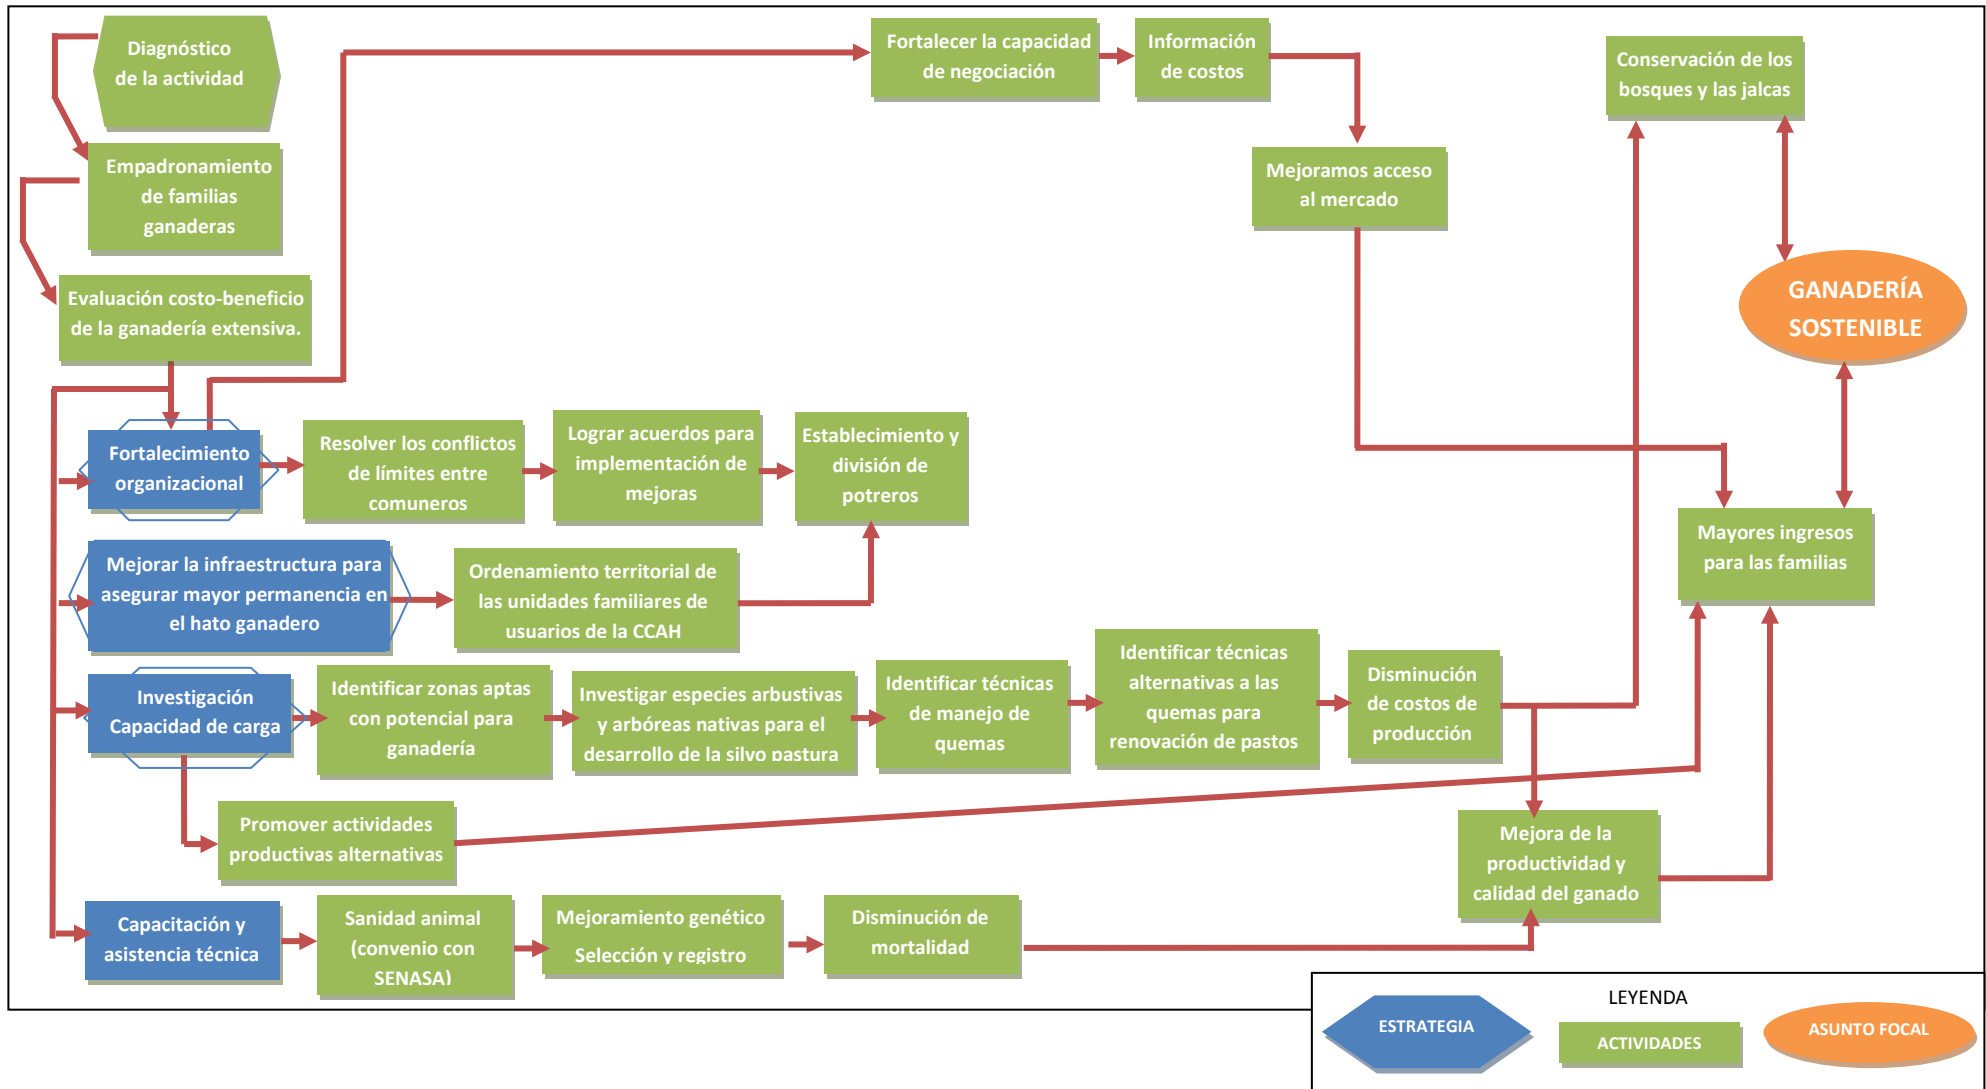 Diagnóstico
de la actividad
Empadronamiento
de familias
ganaderas
Evaluación costo-beneficio
de la ganadería extensiva.
Fortalecer la capacidad
de negociación
Información
de costos
Mejoramos acceso
al mercado
Conservación de los
bosques y las jalcas
GANADERÍA
SOSTENIBLE
Mayores ingresos
para las familias
Fortalecimiento
organizacional
Resolver los conflictos
de límites entre
comuneros
Lograr acuerdos para
implementación de
mejoras
Establecimiento y
división de
potreros
Mejorar la infraestructura para
asegurar mayor permanencia en
el hato ganadero
Ordenamiento territorial de
las unidades familiares de
usuarios de la CCAH
Investigación
Capacidad de carga
Identificar zonas aptas
con potencial para
ganadería
Investigar especies arbustivas
y arbóreas nativas para el
desarrollo de la silvo pastura
Identificar técnicas
de manejo de
quemas
Identificar técnicas
alternativas a las
quemas para
renovación de pastos
Disminución
de costos de
producción
Promover actividades
productivas alternativas
Mejora de la
productividad y
calidad del ganado
Capacitación y
asistencia técnica
Sanidad animal
(convenio con
SENASA)
Mejoramiento genético
Selección y registro
Disminución de
mortalidad
LEYENDA
ESTRATEGIA
ACTIVIDADES
ASUNTO FOCAL